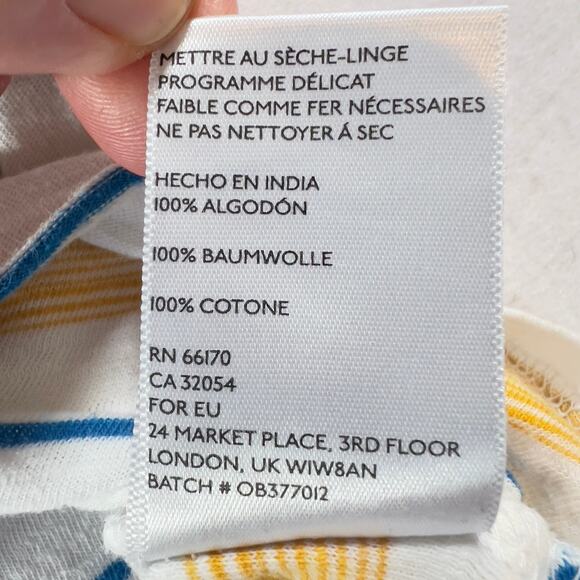 METTRE AU SÈCHE-LINGE
PROGRAMME DÉLICAT
FAIBLE COMME FER NÉCESSAIRES
NE PAS NETTOYER Á SEC
HECHO EN INDIA
100% ALGODÓN
100% BAUMWOLLE
100% COTONE
RN 66170
CA 32054
FOR EU
24 MARKET PLACE, 3RD FLOOR
LONDON, UK WIW8AN
BATCH # OB377012